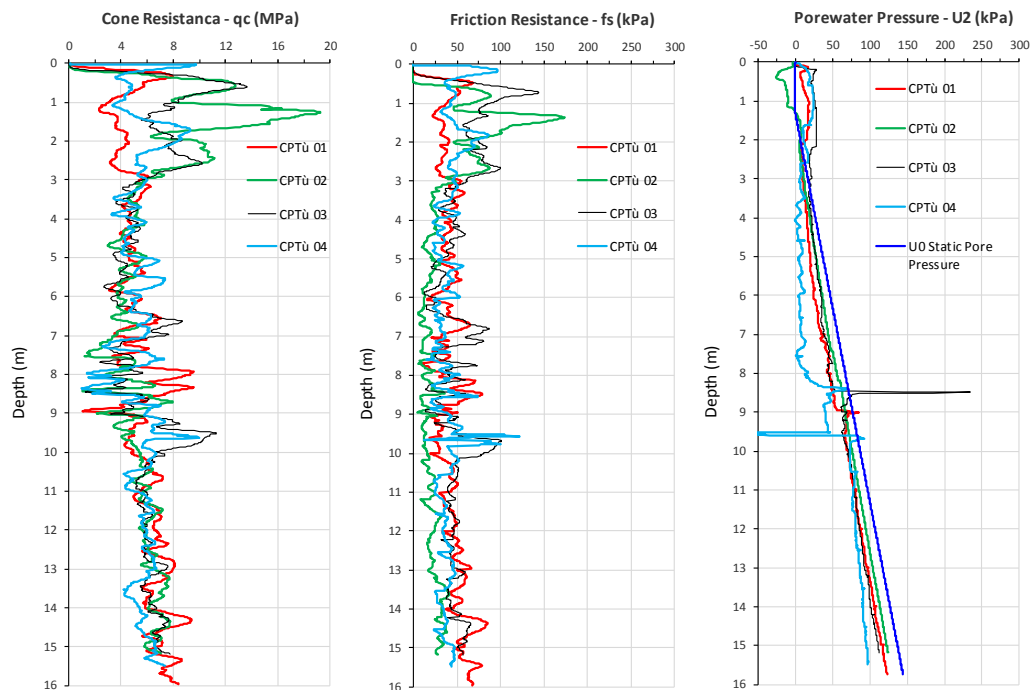 Cone Resistanca - qc (MPa)
0 4 8 12 16 20
Depth (m)
0
1
2
3
4
5
6
7
8
9
10
11
12
13
14
15
16
CPTù 01
CPTù 02
CPTù 03
CPTù 04
Friction Resistance - fs (kPa)
0 50 100 150 200 250 300
Depth (m)
0
1
2
3
4
5
6
7
8
9
10
11
12
13
14
15
16
CPTù 01
CPTù 02
CPTù 03
CPTù 04
Porewater Pressure - U2 (kPa)
-50 0 50 100 150 200 250 300
Depth (m)
0
1
2
3
4
5
6
7
8
9
10
11
12
13
14
15
16
CPTù 01
CPTù 02
CPTù 03
CPTù 04
U0 Static Pore
Pressure